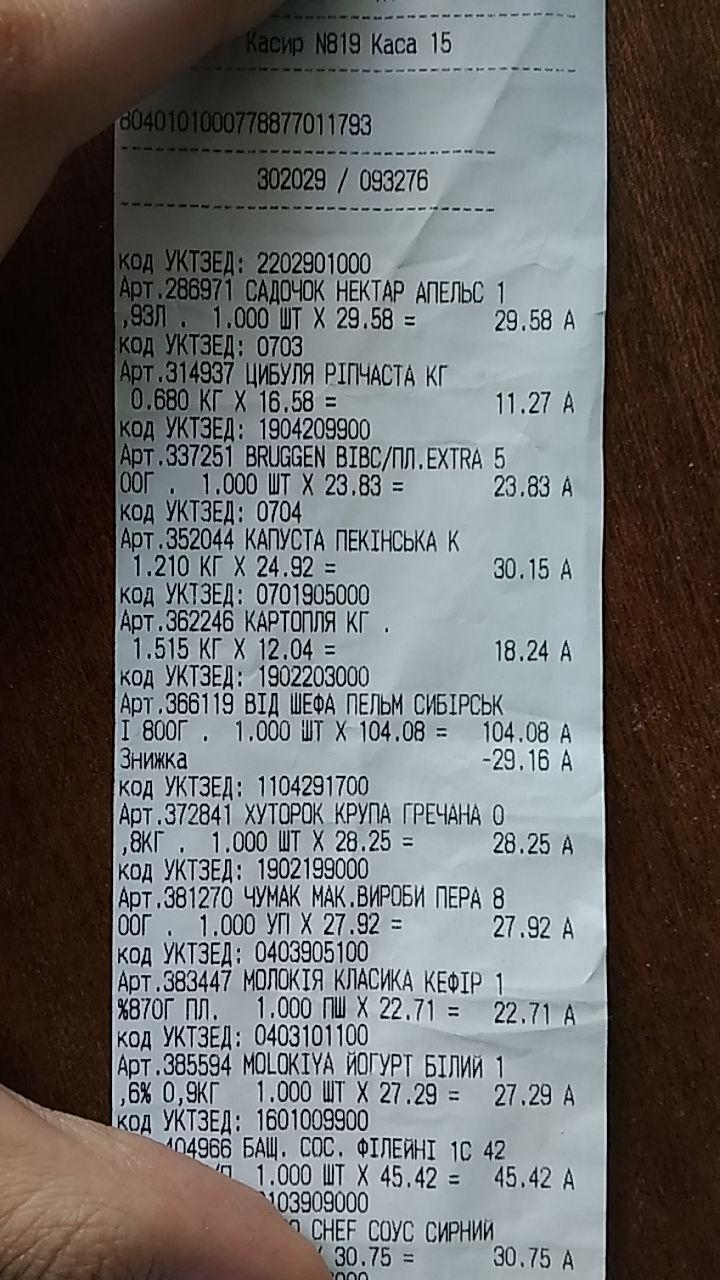 Касир N819 Каса 15
8040101000778877011793
302029 / 093276
код УКТЗЕД: 2202901000
Арт.286971 САДОЧОК НЕКТАР АПЕЛЬС 1
,93Л . 1.000 ШТ X 29.58 = 29.58 А
код УКТЗЕД: 0703
Арт.314937 ЦИБУЛЯ РІПЧАСТА КГ
0.680 КГ X 16.58 = 11.27 А
код УКТЗЕД: 1904209900
Арт.337251 BRUGGEN ВІВС/ПЛ.EXTRA 5
00Г . 1.000 ШТ X 23.83 = 23.83 А
код УКТЗЕД: 0704
Арт.352044 КАПУСТА ПЕКІНСЬКА К
1.210 КГ X 24.92 = 30.15 А
код УКТЗЕД: 0701905000
Арт.362246 КАРТОПЛЯ КГ .
1.515 КГ X 12.04 = 18.24 А
код УКТЗЕД: 1902203000
Арт.366119 ВІД ШЕФА ПЕЛЬМ СИБІРСЬК
І 800Г . 1.000 ШТ X 104.08 = 104.08 А
Знижка -29.16 А
код УКТЗЕД: 1104291700
Арт.372841 ХУТОРОК КРУПА ГРЕЧАНА 0
,8КГ . 1.000 ШТ X 28.25 = 28.25 А
код УКТЗЕД: 1902199000
Арт.381270 ЧУМАК МАК.ВИРОБИ ПЕРА 8
00Г . 1.000 УП X 27.92 = 27.92 А
код УКТЗЕД: 0403905100
Арт.383447 МОЛОКІЯ КЛАСИКА КЕФІР 1
%870Г ПЛ. 1.000 ПШ X 22.71 = 22.71 А
код УКТЗЕД: 0403101100
Арт.385594 MOLOKIYA ЙОГУРТ БІЛИЙ 1
,6% 0,9КГ 1.000 ШТ X 27.29 = 27.29 А
код УКТЗЕД: 1601009900
404966 БАЩ. СОС. ФІЛЕЙНІ 1С 42
1.000 ШТ X 45.42 = 45.42 А
103909000
CHEF СОУС СИРНИЙ
30.75 = 30.75 А